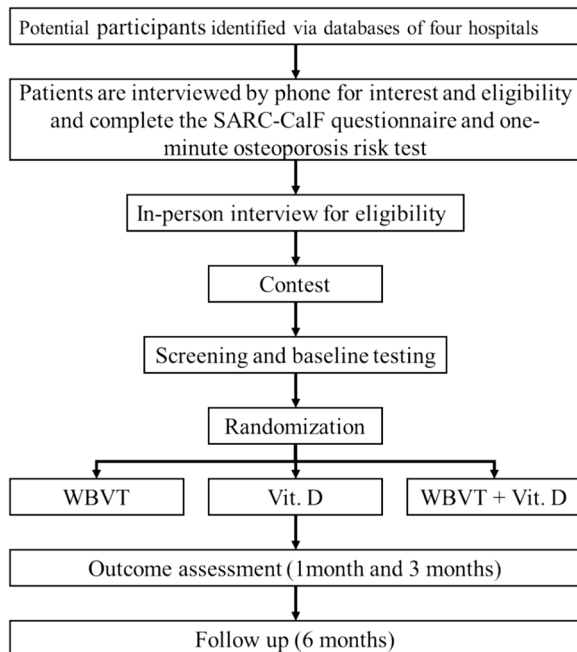 Potential participants identified via databases of four hospitals
Patients are interviewed by phone for interest and eligibility
and complete the SARC-CalF questionnaire and one-
minute osteoporosis risk test
In-person interview for eligibility
Contest
Screening and baseline testing
Randomization
WBVT
Vit. D
WBVT + Vit. D
Outcome assessment (1month and 3 months)
Follow up (6 months)